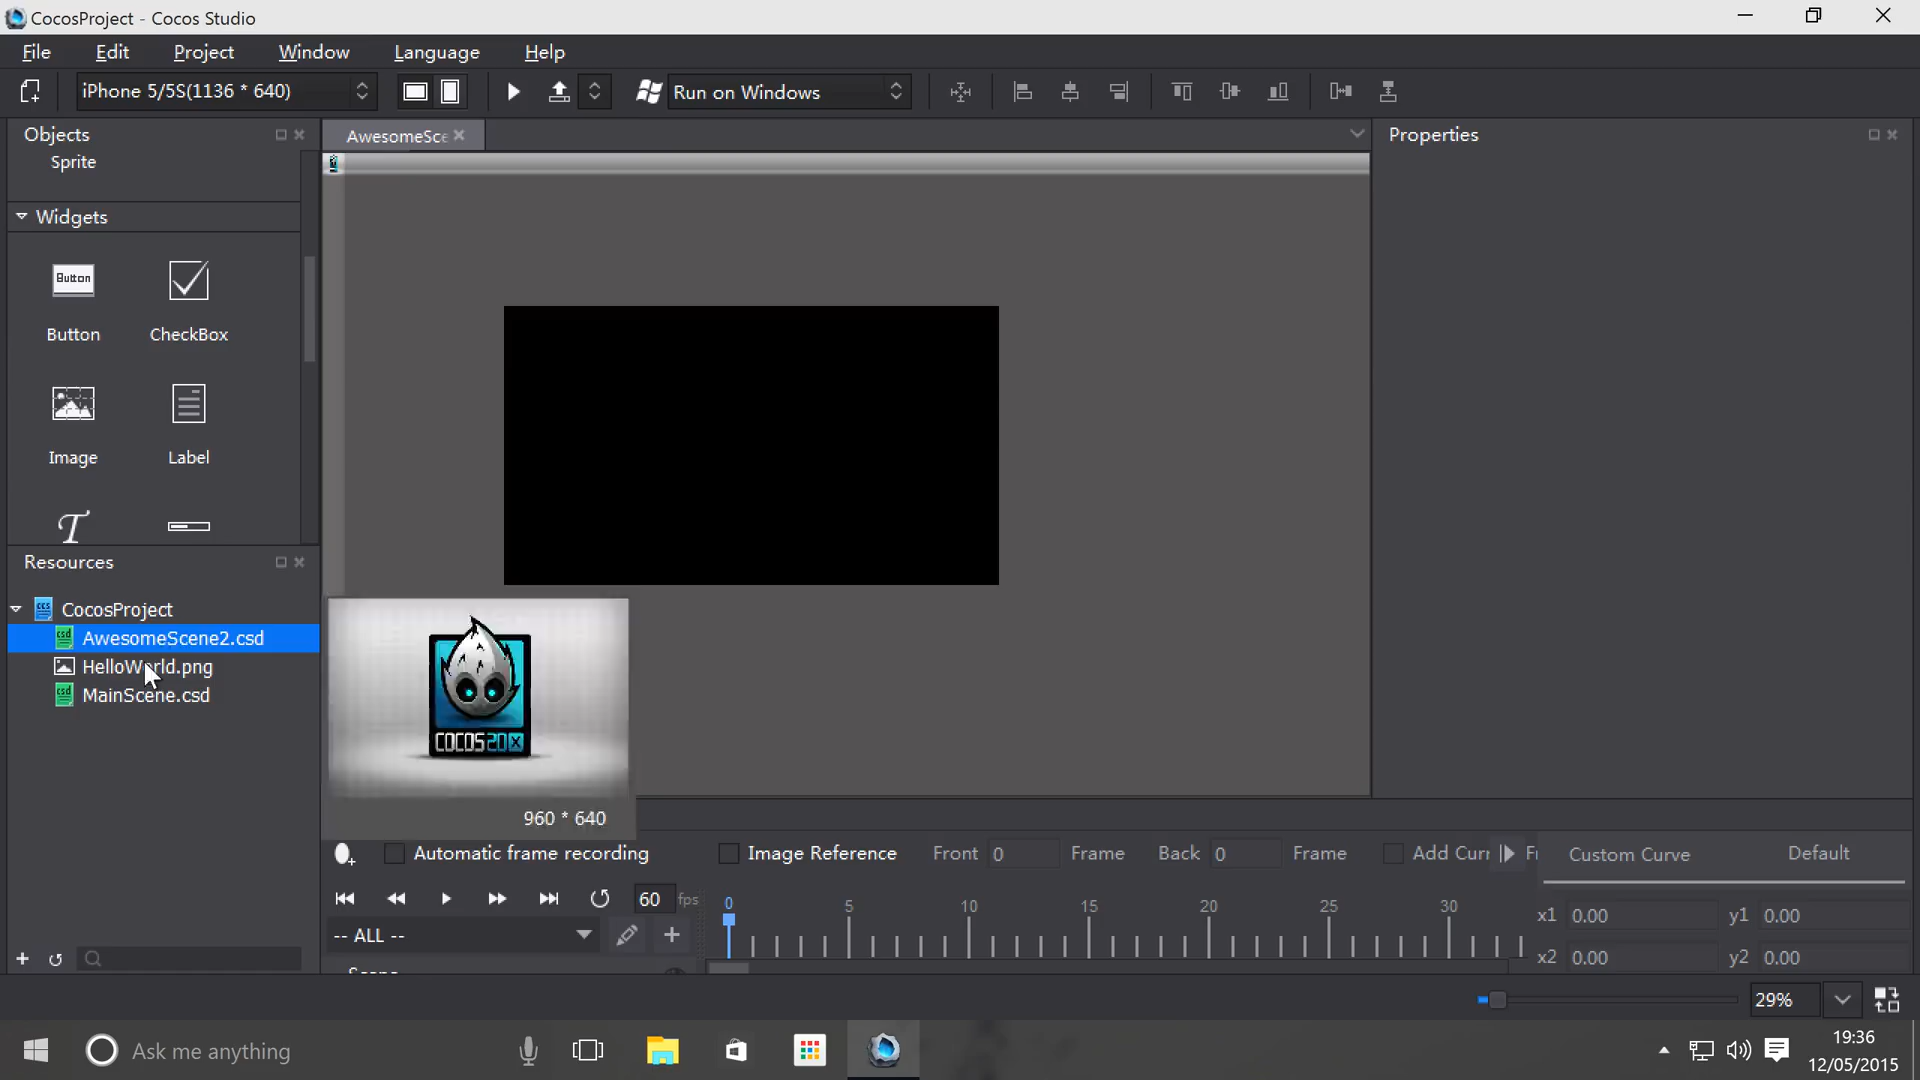 CocosProject - Cocos Studio
File Edit Project Window Language Help
iPhone 5/5S(1136 * 640)
Run on Windows
Objects
Sprite
Widgets
Button
Button
CheckBox
Image
Label
T
Resources
CocosProject
AwesomeScene2.csd
HelloWorld.png
MainScene.csd
AwesomeSce
Properties
COCOS2DX
960 * 640
Automatic frame recording
Image Reference
Front 0 Frame
Back 0 Frame
Add Curr
Custom Curve
Default
60 fps
0 5 10 15 20 25 30
-- ALL --
x1 0.00 y1 0.00
x2 0.00 y2 0.00
29%
Ask me anything
19:36
12/05/2015